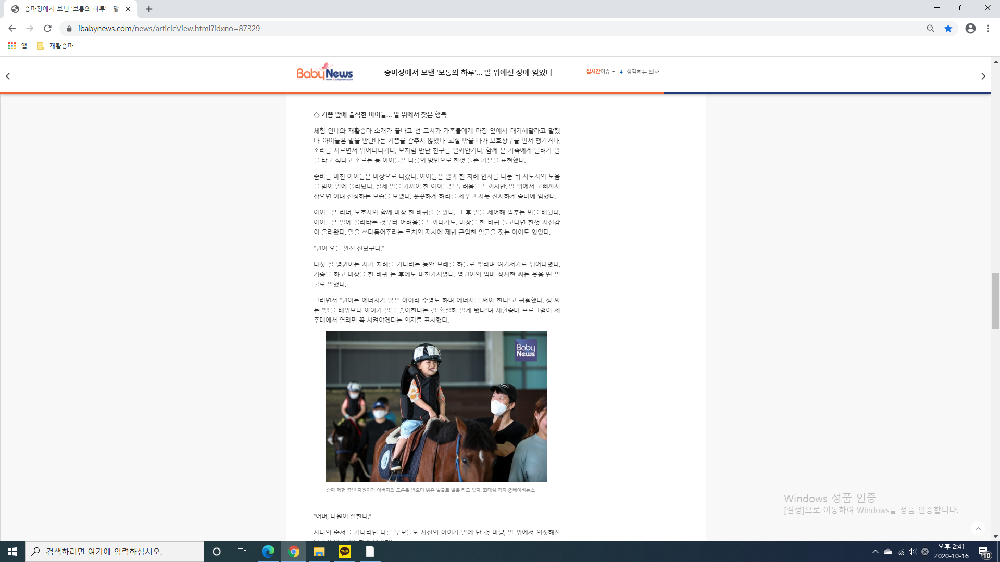 승마장에서 보낸 '보통의 하루'... 말
ibabynews.com/news/articleView.html?idxno=87329
앱
재활승마
BabyNews
www.ibabynews.com
승마장에서 보낸 '보통의 하루'... 말 위에선 장애 잊었다
실시간이슈 4 생각하는 의자
◇ 기쁨 앞에 솔직한 아이들... 말 위에서 찾은 행복
체험 안내와 재활승마 소개가 끝나고 선 코치가 가족들에게 마장 앞에서 대기해달라고 말했
다. 아이들은 말을 만난다는 기쁨을 감추지 않았다. 교실 밖을 나가 보호장구를 먼저 챙기거나,
소리를 지르면서 뛰어다니거나, 모처럼 만난 친구를 얼싸안거나, 함께 온 가족에게 달려가 말
을 타고 싶다고 조르는 등 아이들은 나름의 방법으로 한껏 들뜬 기분을 표현했다.
준비를 마친 아이들은 마장으로 나갔다. 아이들은 말과 한 차례 인사를 나눈 뒤 지도사의 도움
을 받아 말에 올라탔다. 실제 말을 가까이 한 아이들은 두려움을 느끼지만, 말 위에서 고삐까지
잡으면 이내 진정하는 모습을 보였다. 꼿꼿하게 허리를 세우고 자못 진지하게 승마에 임했다.
아이들은 리더, 보호자와 함께 마장 한 바퀴를 돌았다. 그 후 말을 제어해 멈추는 법을 배웠다.
아이들은 말에 올라타는 것부터 어려움을 느끼다가도, 마장을 한 바퀴 돌고나면 한껏 자신감
이 올라왔다. 말을 쓰다듬어주라는 코치의 지시에 제법 근엄한 얼굴을 짓는 아이도 있었다.
“권이 오늘 완전 신났구나.”
다섯 살 명권이는 자기 차례를 기다리는 동안 모래를 하늘로 뿌리며 여기저기로 뛰어다녔다.
기승을 하고 마장을 한 바퀴 돈 후에도 마찬가지였다. 명권이의 엄마 정지현 씨는 웃음 띤 얼
굴로 말했다.
그러면서 “권이는 에너지가 많은 아이라 수영도 하며 에너지를 써야 한다”고 귀띔했다. 정 씨
는 “말을 태워보니 아이가 말을 좋아한다는 걸 확실히 알게 됐다”며 재활승마 프로그램이 제
주대에서 열리면 꼭 시켜야겠다는 의지를 표시했다.
Baby
News
승마 체험 중인 다원이가 아버지의 도움을 받으며 밝은 얼굴로 말을 타고 있다. 최대성 기자 ⓒ베이비뉴스
“어머, 다원이 잘한다.”
자녀의 순서를 기다리던 다른 부모들도 자신의 아이가 말에 탄 것 마냥, 말 위에서 의젓해진
Windows 정품 인증
[설정]으로 이동하여 Windows를 정품 인증합니다.
검색하려면 여기에 입력하십시오.
TALK
오후 2:41
2020-10-16
10